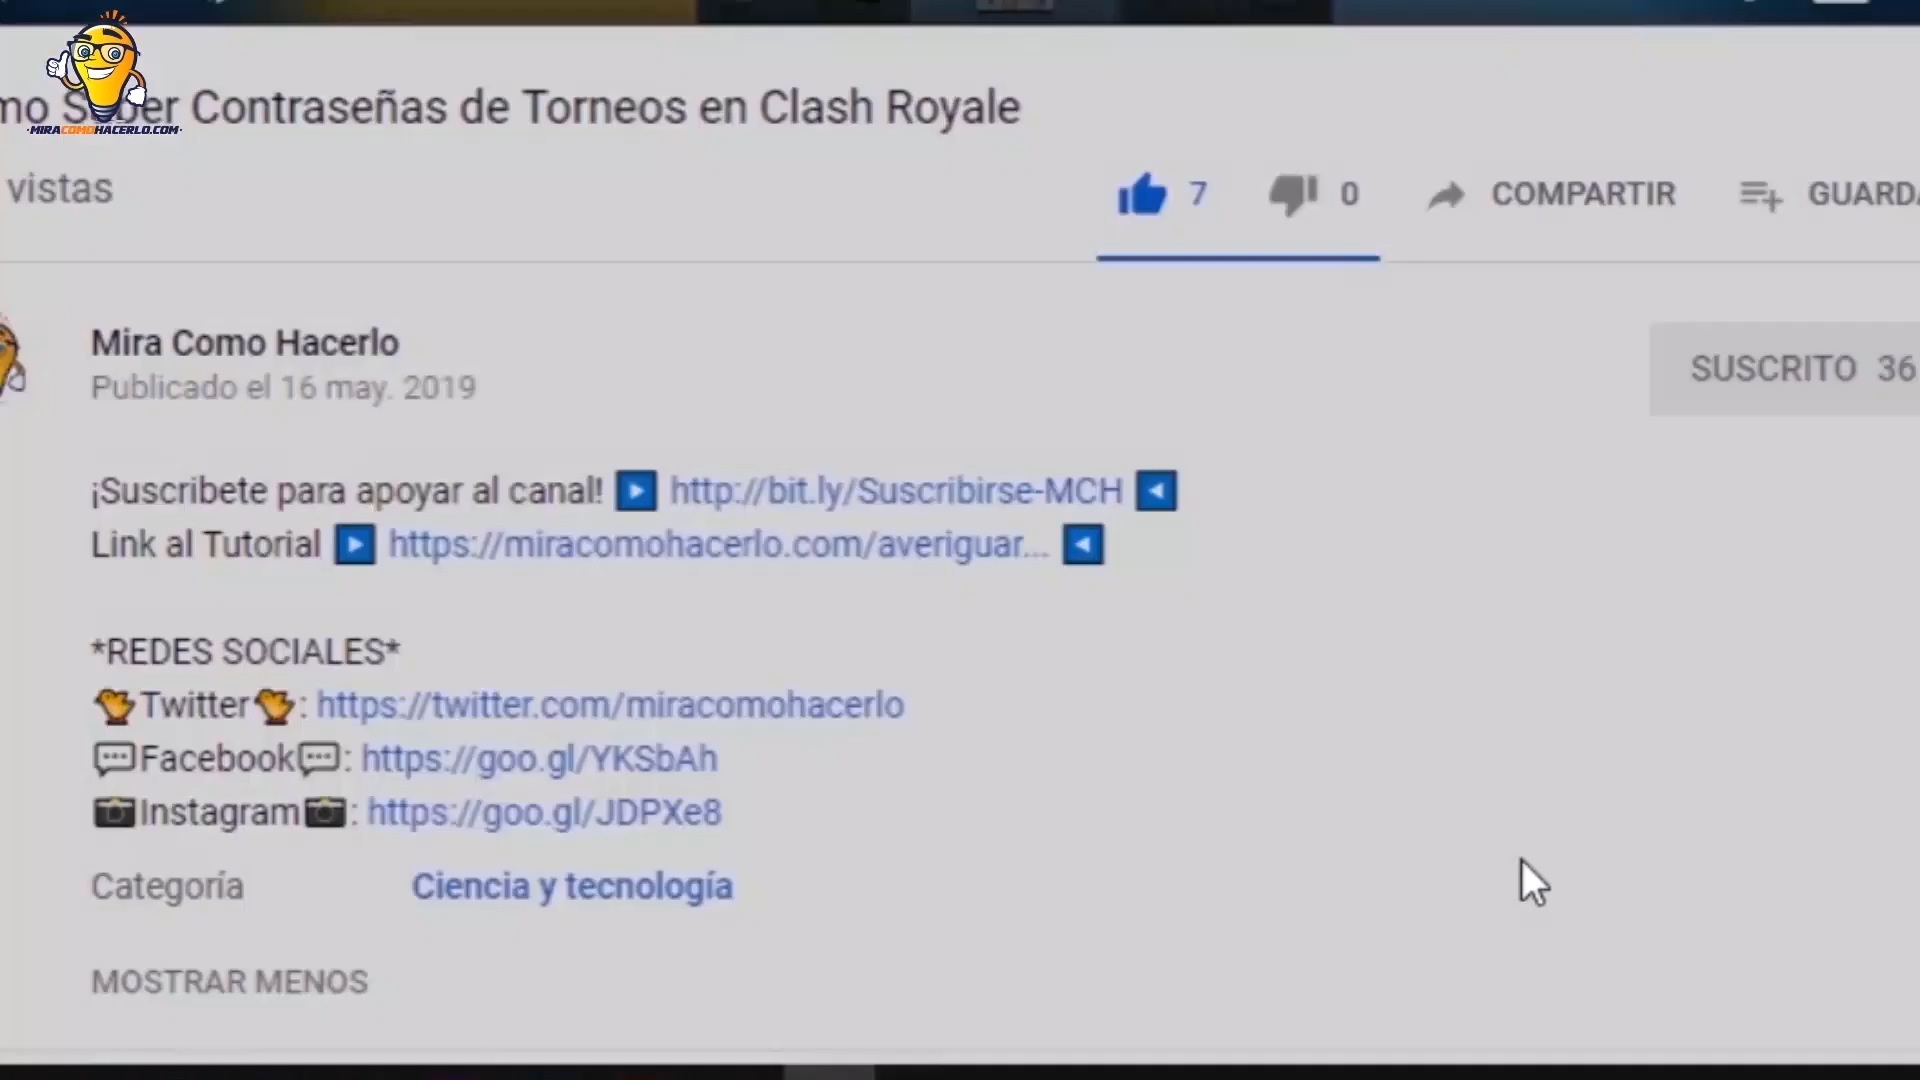 mo Saber Contraseñas de Torneos en Clash Royale
·MIRACOMOHACERLO.COM·
vistas
7
0
COMPARTIR
GUARDA
Mira Como Hacerlo
Publicado el 16 may. 2019
SUSCRITO 36
¡Suscribete para apoyar al canal! http://bit.ly/Suscribirse-MCH
Link al Tutorial https://miracomohacerlo.com/averiguar...
*REDES SOCIALES*
Twitter: https://twitter.com/miracomohacerlo
Facebook: https://goo.gl/YKSbAh
Instagram: https://goo.gl/JDPXe8
Categoría Ciencia y tecnología
MOSTRAR MENOS